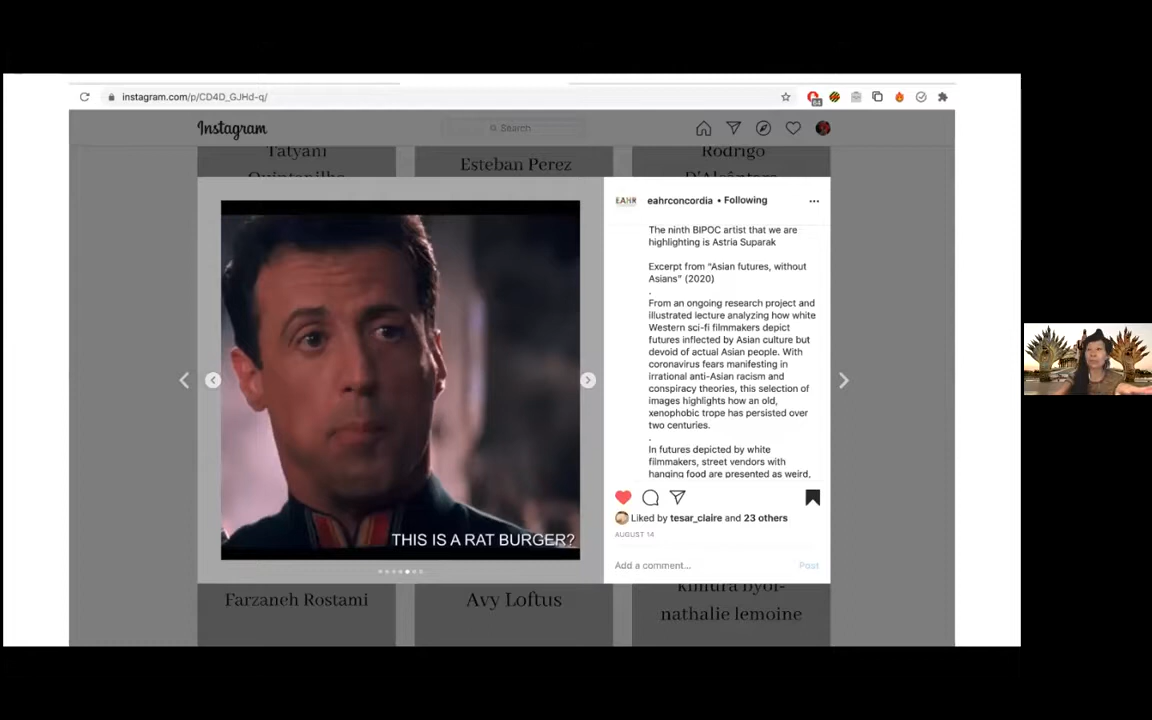 instagram.com/p/CD4D_GJHd-q/
64
Instagram
Search
Tatyani
Quintanilho
Esteban Perez
Rodrigo
D'Alcântara
EAHR
eahrconcordia • Following
The ninth BIPOC artist that we are
highlighting is Astria Suparak
Excerpt from "Asian futures, without
Asians" (2020)
.
From an ongoing research project and
illustrated lecture analyzing how white
Western sci-fi filmmakers depict
futures inflected by Asian culture but
devoid of actual Asian people. With
coronavirus fears manifesting in
irrational anti-Asian racism and
conspiracy theories, this selection of
images highlights how an old,
xenophobic trope has persisted over
two centuries.
.
In futures depicted by white
filmmakers, street vendors with
hanging food are presented as weird,
THIS IS A RAT BURGER?
Liked by tesar_claire and 23 others
AUGUST 14
Add a comment...
Post
Farzaneh Rostami
Avy Loftus
kimura byol-
nathalie lemoine